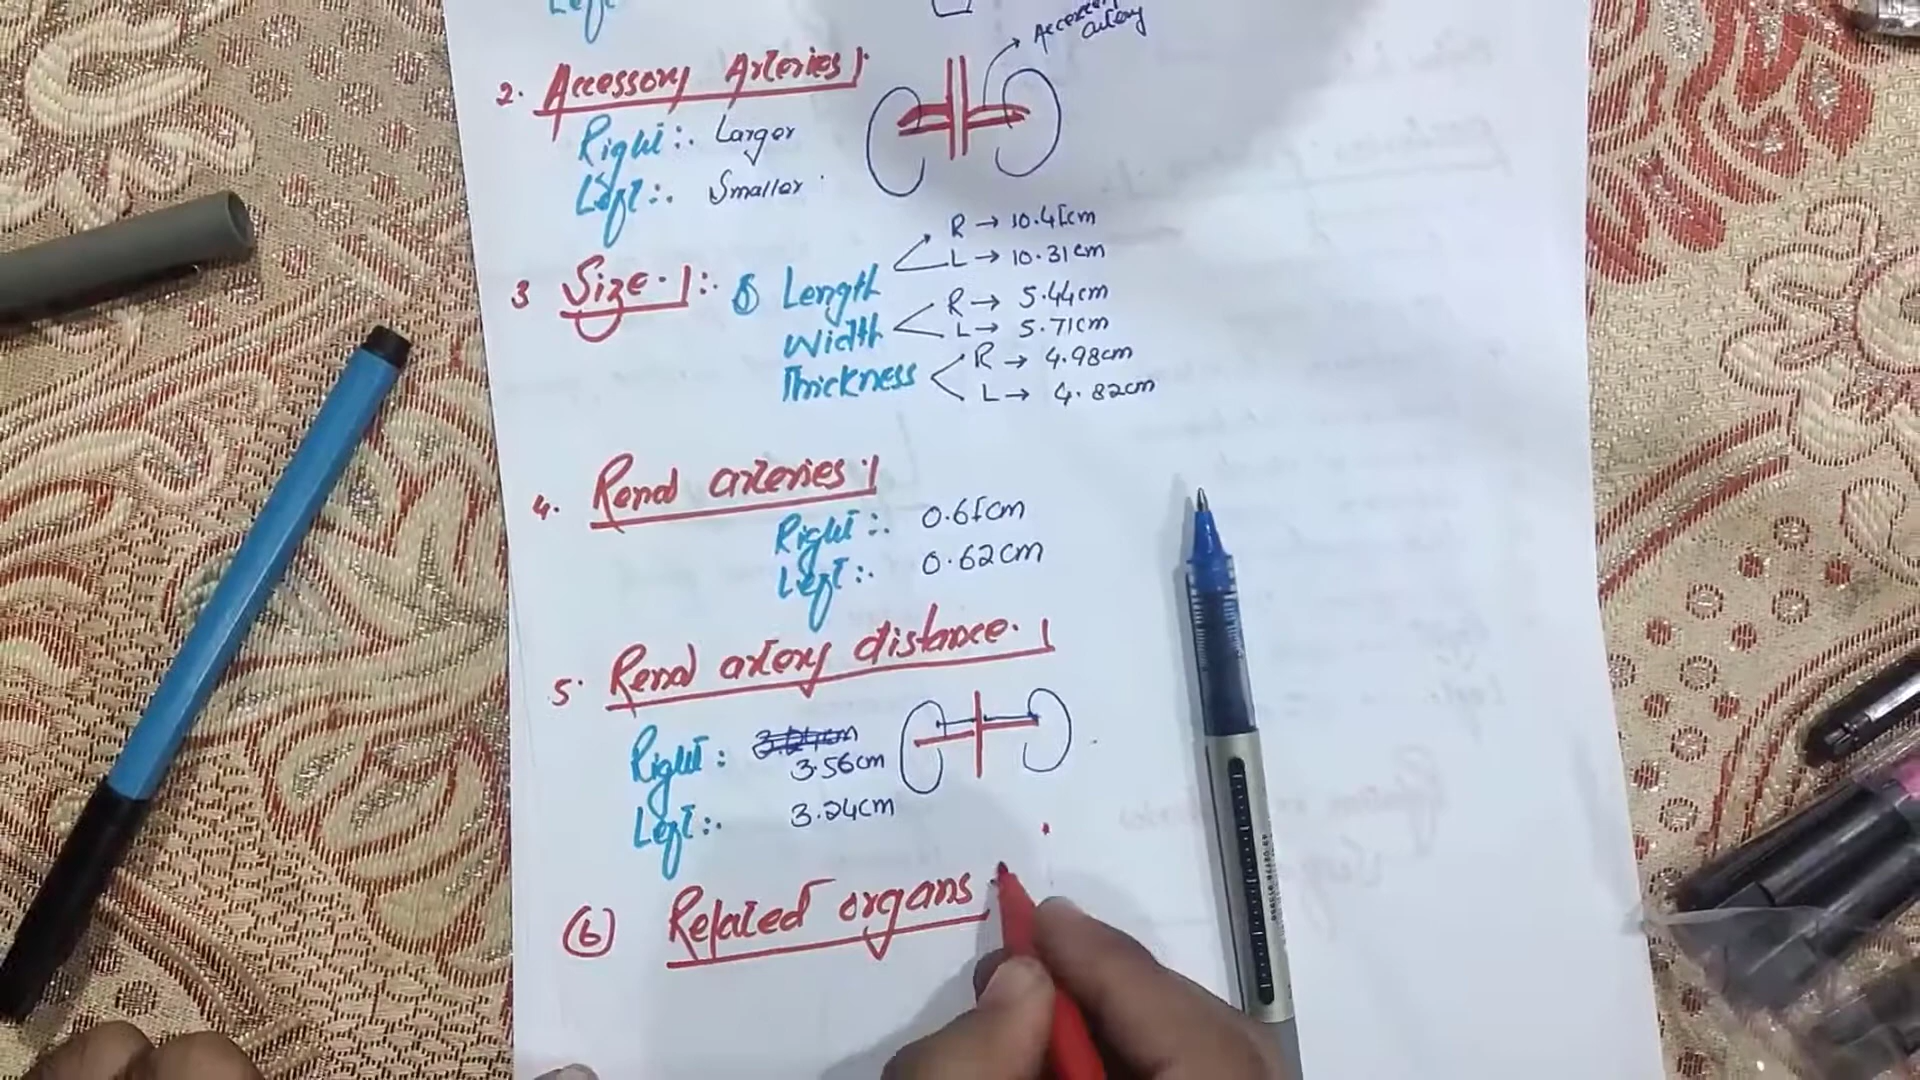 Left
Accessory
artery
2. Accessory Arteries
Right:. Larger
Left:. Smaller
3 Size:. Length R → 10.45cm
L → 10.31cm
Width R → 5.44cm
L → 5.71cm
Thickness R → 4.98cm
L → 4.82cm
4. Renal arteries
Right:. 0.65cm
Left:. 0.62cm
5. Renal artery distance
Right: 3.56cm
Left:. 3.24cm
(6) Related organs